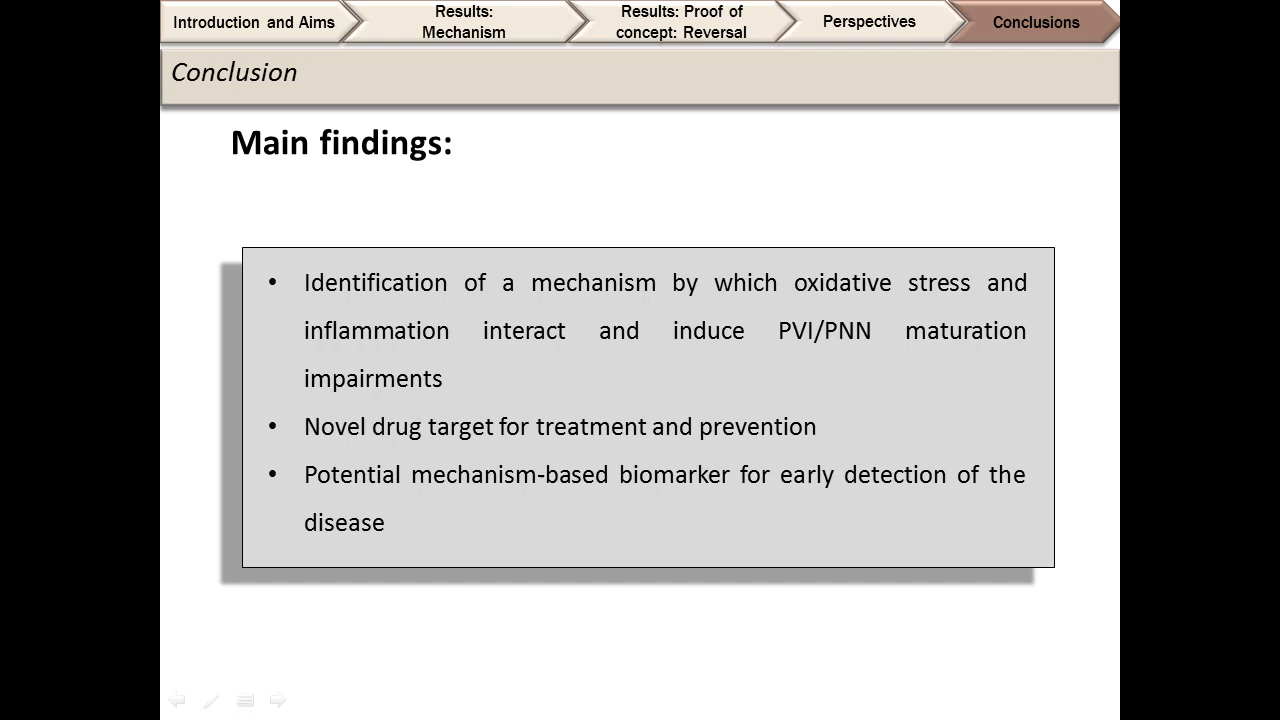 Introduction and Aims
Results:
Mechanism
Results: Proof of
concept: Reversal
Perspectives
Conclusions
Conclusion
Main findings:
• Identification of a mechanism by which oxidative stress and
inflammation interact and induce PVI/PNN maturation
impairments
• Novel drug target for treatment and prevention
• Potential mechanism-based biomarker for early detection of the
disease